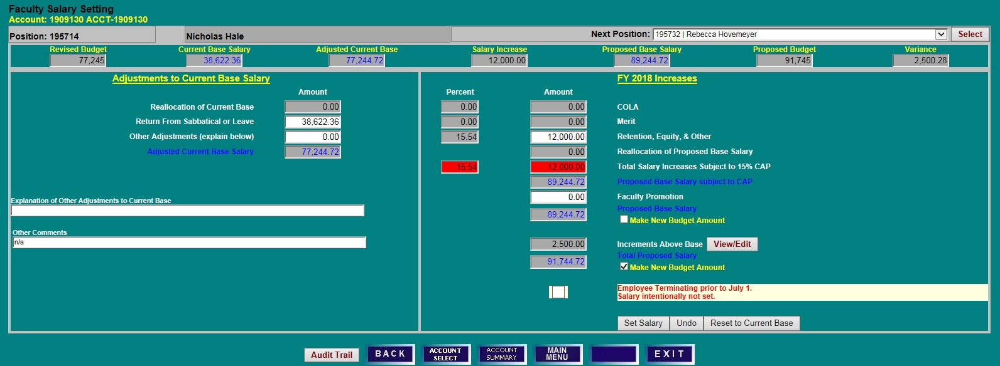 Faculty Salary Setting
Account: 1909130 ACCT-1909130
Position: 195714 Nicholas Hale Next Position: 195732 | Rebecca Hovemeyer Select
Revised Budget Current Base Salary Adjusted Current Base Salary Increase Proposed Base Salary Proposed Budget Variance
77,245 38,622.36 77,244.72 12,000.00 89,244.72 91,745 2,500.28
Adjustments to Current Base Salary
Amount
Reallocation of Current Base 0.00
Return From Sabbatical or Leave 38,622.36
Other Adjustments (explain below) 0.00
Adjusted Current Base Salary 77,244.72
Explanation of Other Adjustments to Current Base
Other Comments
n/a
FY 2018 Increases
Percent Amount
0.00 0.00 COLA
0.00 0.00 Merit
15.54 12,000.00 Retention, Equity, & Other
0.00 Reallocation of Proposed Base Salary
15.54 12,000.00 Total Salary Increases Subject to 15% CAP
89,244.72 Proposed Base Salary subject to CAP
0.00 Faculty Promotion
Proposed Base Salary
89,244.72
Make New Budget Amount
2,500.00 Increments Above Base View/Edit
Total Proposed Salary
91,744.72
Make New Budget Amount
Employee Terminating prior to July 1.
Salary intentionally not set.
Set Salary Undo Reset to Current Base
Audit Trail BACK ACCOUNT SELECT ACCOUNT SUMMARY MAIN MENU EXIT